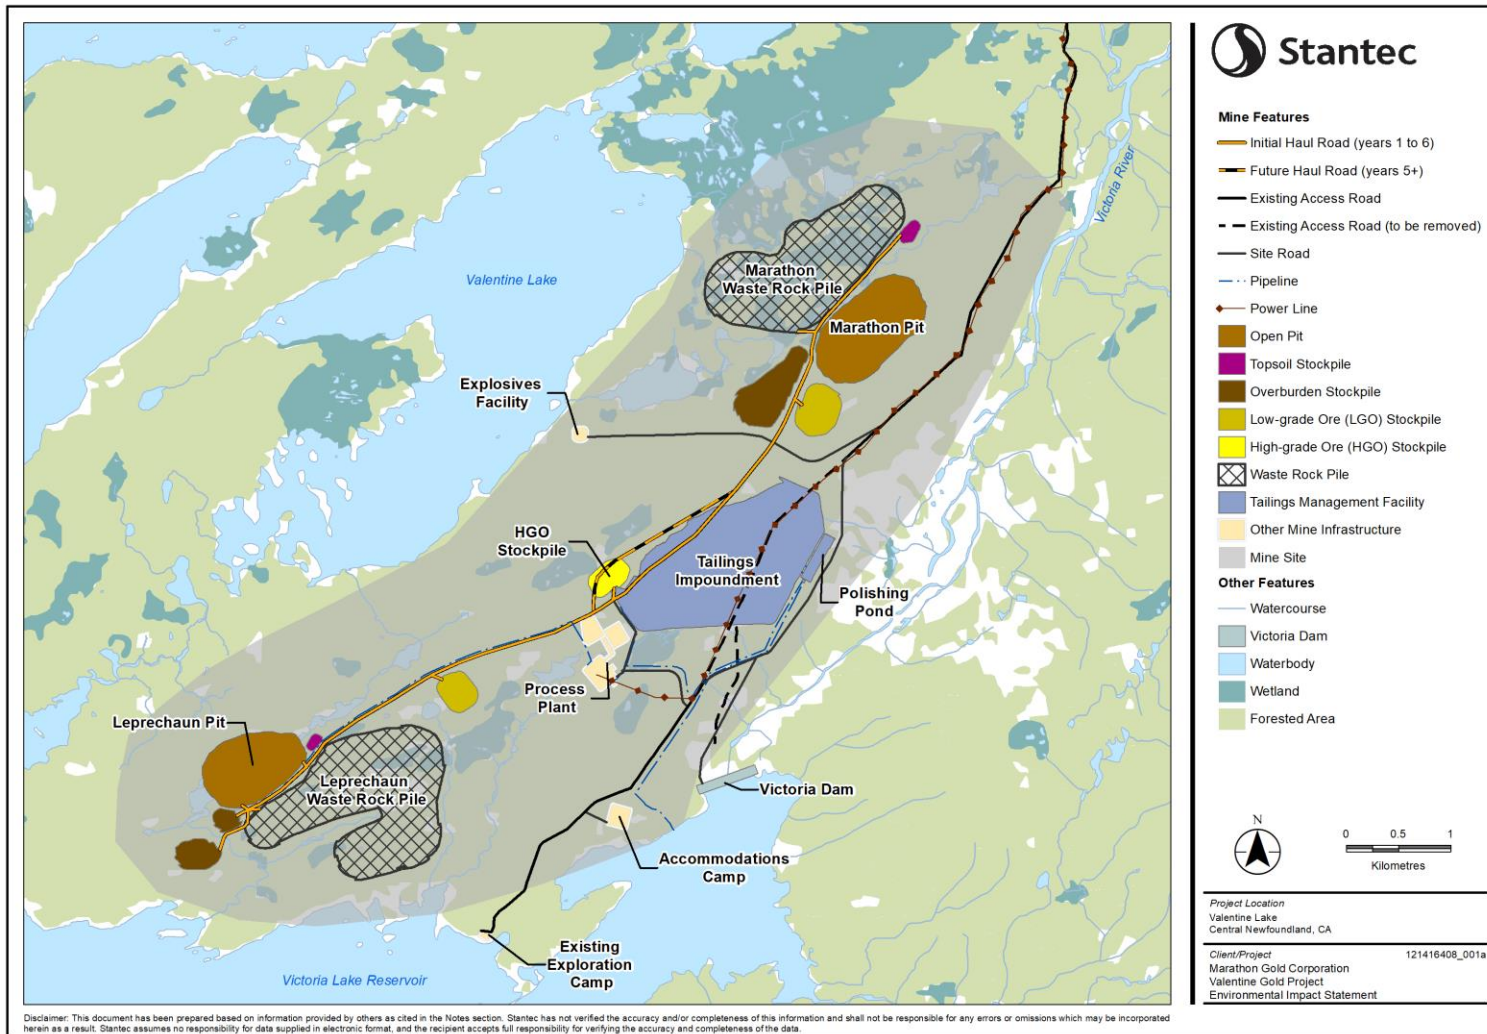 Stantec
Mine Features
Initial Haul Road (years 1 to 6)
Future Haul Road (years 5+)
Existing Access Road
Existing Access Road (to be removed)
Site Road
Pipeline
Power Line
Open Pit
Topsoil Stockpile
Overburden Stockpile
Low-grade Ore (LGO) Stockpile
High-grade Ore (HGO) Stockpile
Waste Rock Pile
Tailings Management Facility
Other Mine Infrastructure
Mine Site
Other Features
Watercourse
Victoria Dam
Waterbody
Wetland
Forested Area
N
0 0.5 1
Kilometres
Project Location
Valentine Lake
Central Newfoundland, CA
Client/Project 121416408_001a
Marathon Gold Corporation
Valentine Gold Project
Environmental Impact Statement
Victoria River
Valentine Lake
Marathon
Waste Rock Pile
Marathon Pit
Explosives
Facility
HGO
Stockpile
Tailings
Impoundment
Polishing
Pond
Process
Plant
Leprechaun Pit
Leprechaun
Waste Rock Pile
Victoria Dam
Accommodations
Camp
Existing
Exploration
Camp
Victoria Lake Reservoir
Disclaimer: This document has been prepared based on information provided by others as cited in the Notes section. Stantec has not verified the accuracy and/or completeness of this information and shall not be responsible for any errors or omissions which may be incorporated
herein as a result. Stantec assumes no responsibility for data supplied in electronic format, and the recipient accepts full responsibility for verifying the accuracy and completeness of the data.